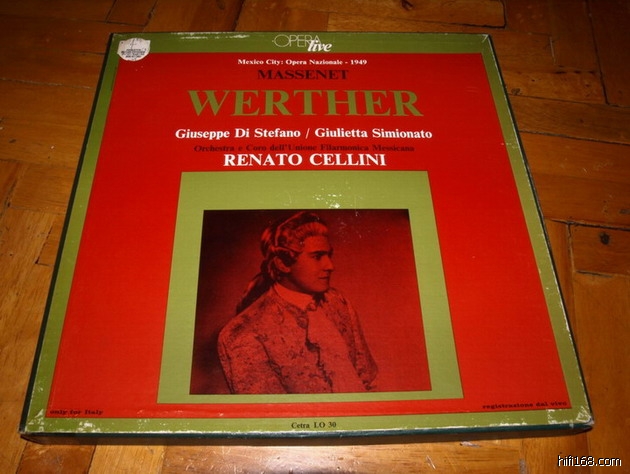 OPERA
live
Mexico City: Opera Nazionale - 1949
MASSENET
WERTHER
Giuseppe Di Stefano / Giulietta Simionato
Orchestra e Coro dell'Unione Filarmonica Messicana
RENATO CELLINI
only for Italy
registrazione dal vivo
Cetra LO 30
hifi168.com